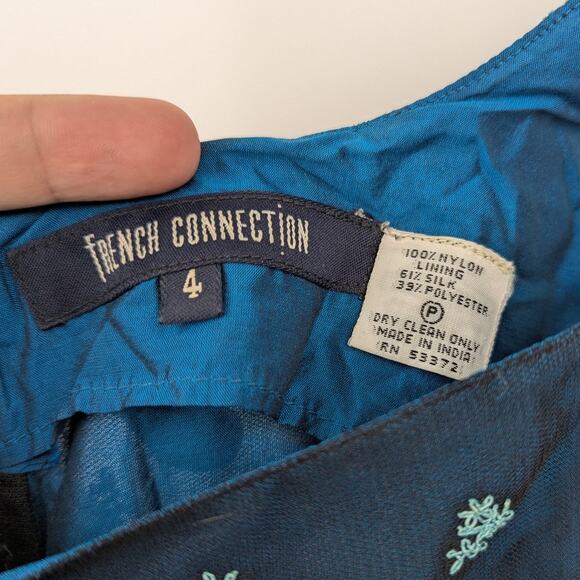 FRENCH CONNECTION
4
100% NYLON
LINING
61% SILK
39% POLYESTER
P
DRY CLEAN ONLY
MADE IN INDIA
RN 53372